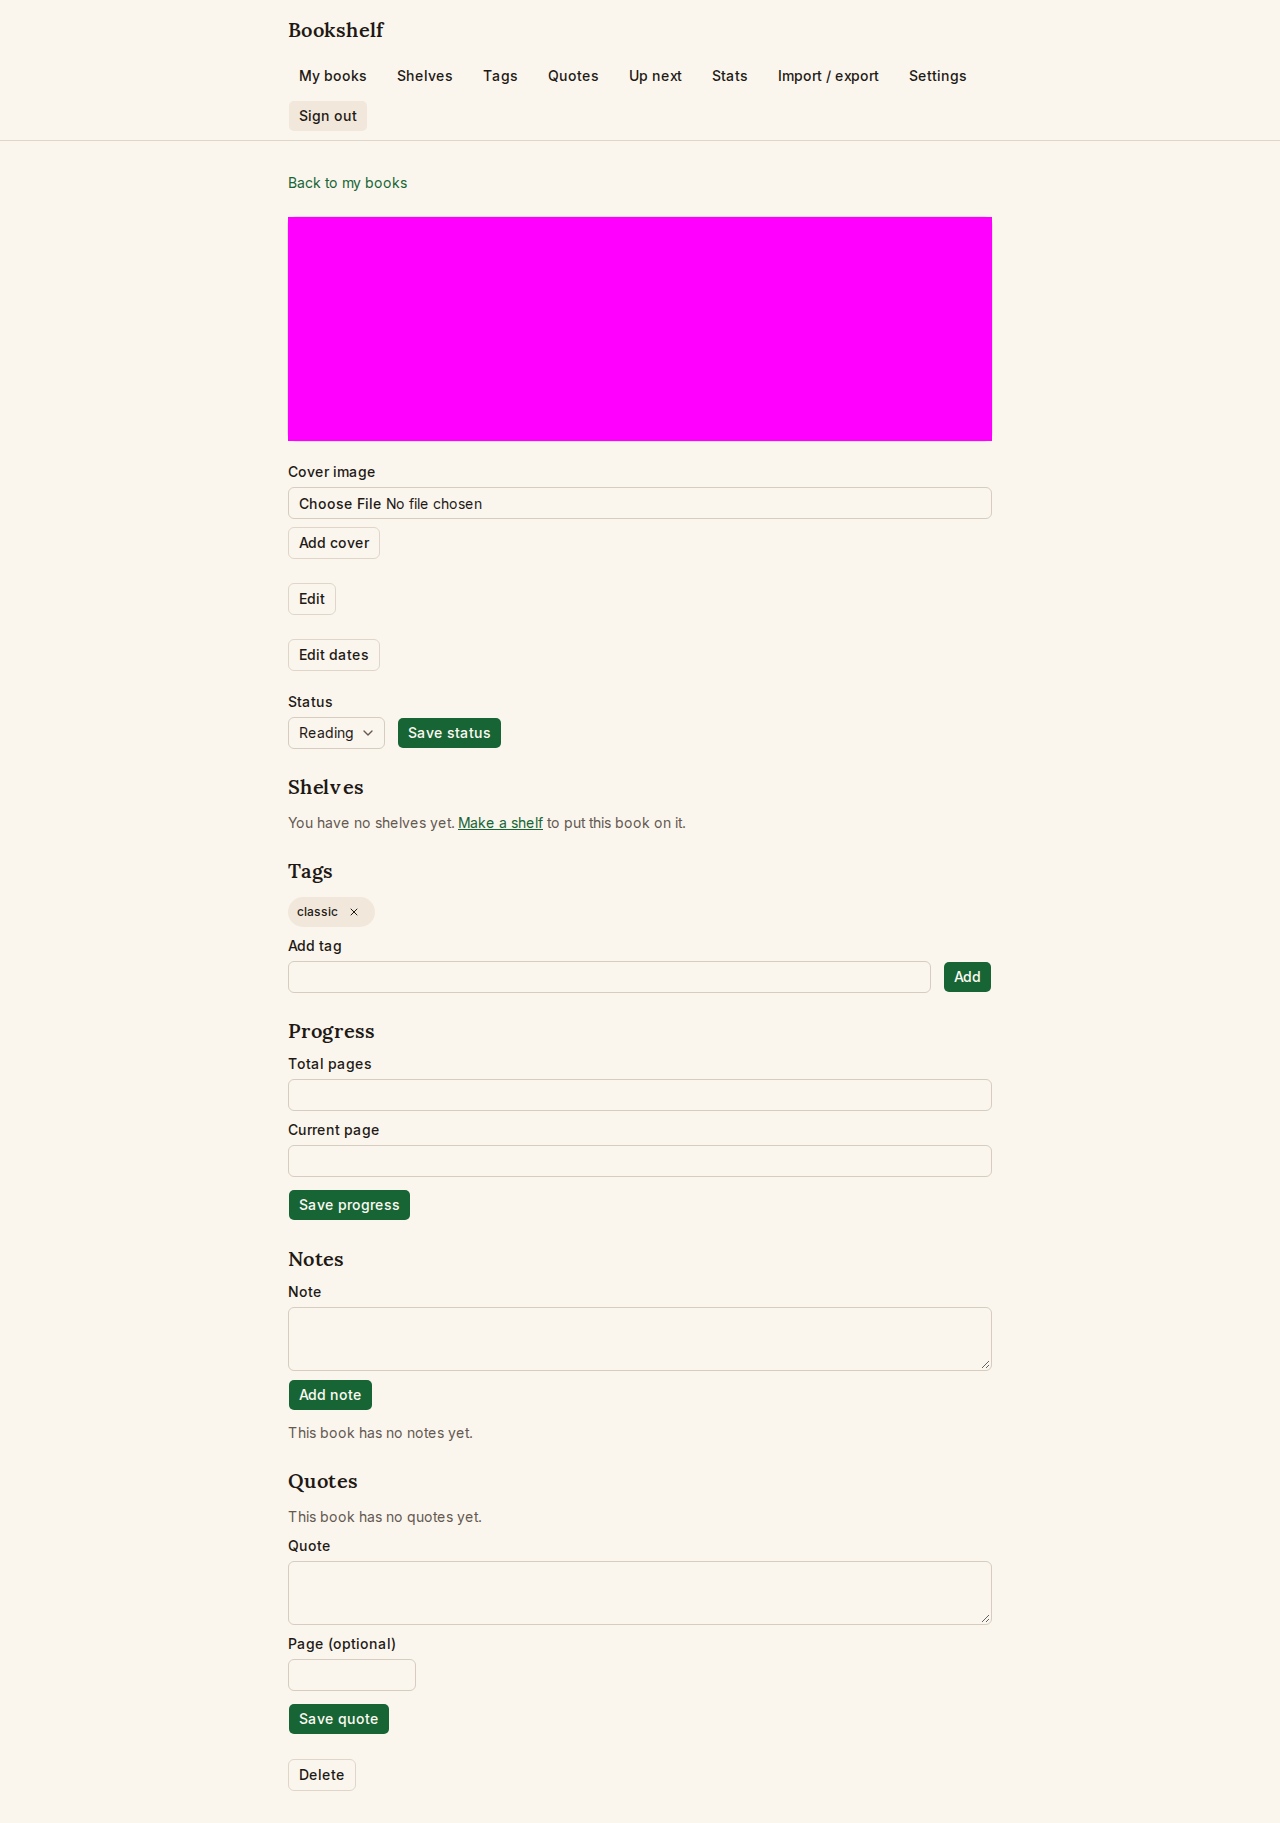 Bookshelf
My books Shelves Tags Quotes Up next Stats Import / export Settings
Sign out
Back to my books
Cover image
Choose File No file chosen
Add cover
Edit
Edit dates
Status
Reading Save status
Shelves
You have no shelves yet. Make a shelf to put this book on it.
Tags
classic
Add tag
Add
Progress
Total pages
Current page
Save progress
Notes
Note
Add note
This book has no notes yet.
Quotes
This book has no quotes yet.
Quote
Page (optional)
Save quote
Delete